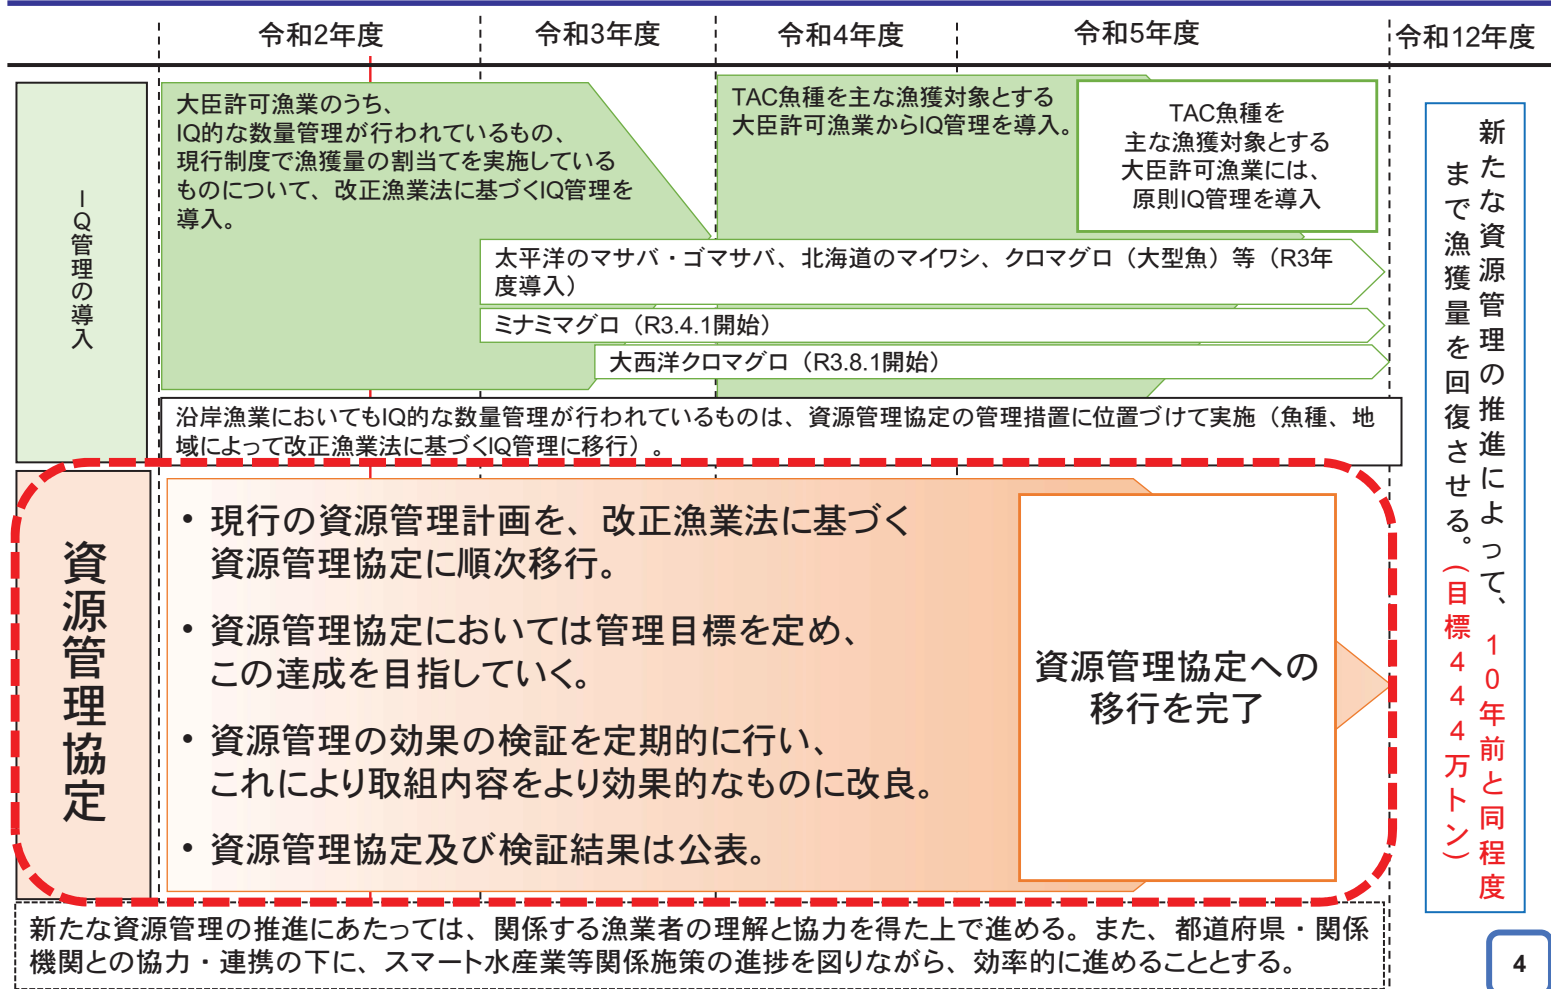 令和2年度
令和3年度
令和4年度
令和5年度
令和12年度
IQ管理の導入
大臣許可漁業のうち、
IQ的な数量管理が行われているもの、
現行制度で漁獲量の割当てを実施している
ものについて、改正漁業法に基づくIQ管理を
導入。
TAC魚種を主な漁獲対象とする
大臣許可漁業からIQ管理を導入。
TAC魚種を
主な漁獲対象とする
大臣許可漁業には、
原則IQ管理を導入
太平洋のマサバ・ゴマサバ、北海道のマイワシ、クロマグロ（大型魚）等（R3年
度導入）
ミナミマグロ（R3.4.1開始）
大西洋クロマグロ（R3.8.1開始）
沿岸漁業においてもIQ的な数量管理が行われているものは、資源管理協定の管理措置に位置づけて実施（魚種、地
域によって改正漁業法に基づくIQ管理に移行）。
資源管理協定
• 現行の資源管理計画を、改正漁業法に基づく
資源管理協定に順次移行。
• 資源管理協定においては管理目標を定め、
この達成を目指していく。
• 資源管理の効果の検証を定期的に行い、
これにより取組内容をより効果的なものに改良。
• 資源管理協定及び検証結果は公表。
資源管理協定への
移行を完了
新たな資源管理の推進によって、10年前と同程度
まで漁獲量を回復させる。（目標444万トン）
新たな資源管理の推進にあたっては、関係する漁業者の理解と協力を得た上で進める。また、都道府県・関係
機関との協力・連携の下に、スマート水産業等関係施策の進捗を図りながら、効率的に進めることとする。
4